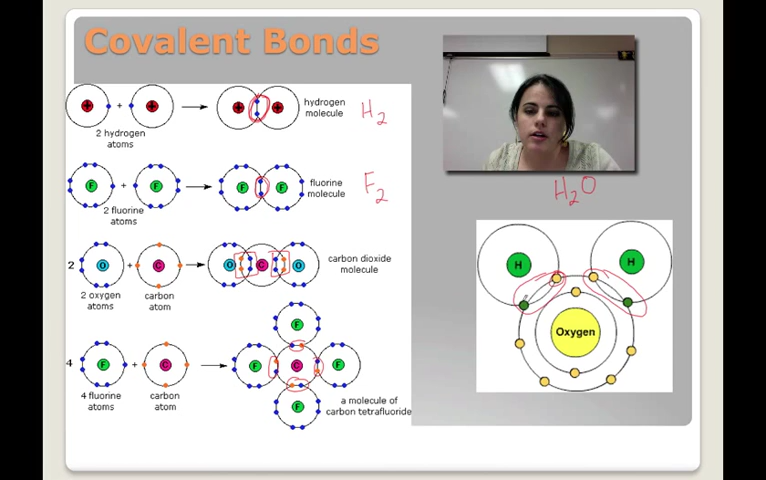 Covalent Bonds
+
+
+
hydrogen molecule
H2
2 hydrogen atoms
F
+
F
F
F
fluorine molecule
F2
2 fluorine atoms
2
O
+
C
O
C
O
carbon dioxide molecule
2 oxygen atoms
carbon atom
4
F
+
C
F
F
C
F
F
4 fluorine atoms
carbon atom
a molecule of carbon tetrafluoride
H2O
H
H
Oxygen